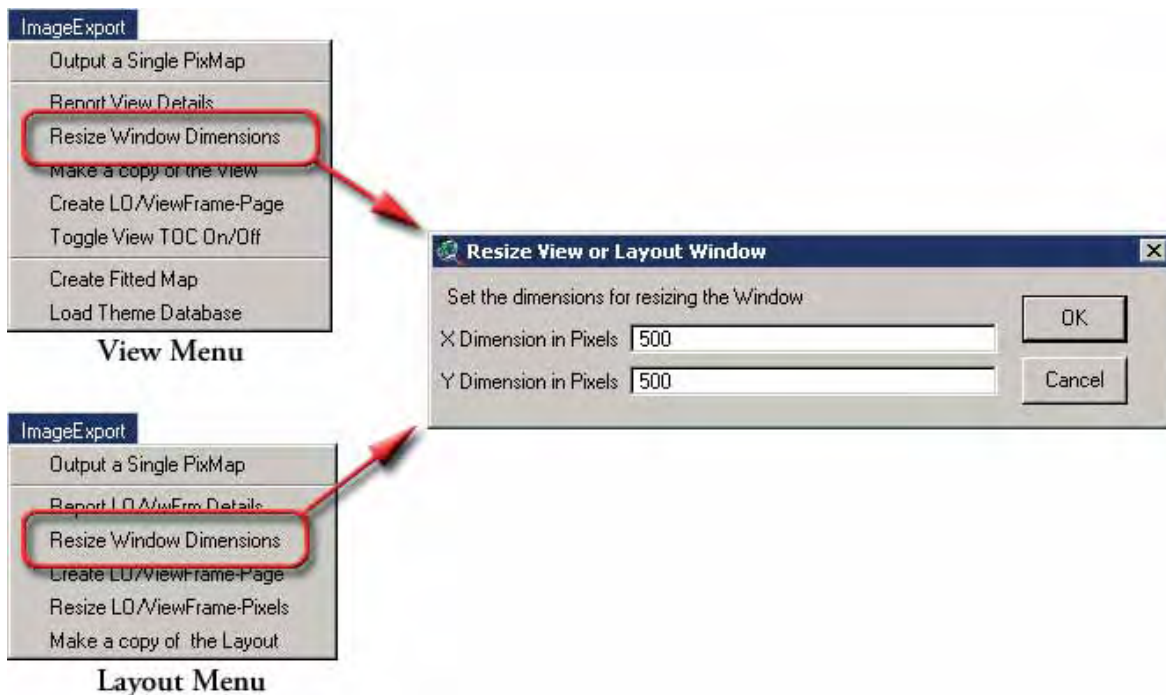 ImageExport
Output a Single PixMap
Report View Details
Resize Window Dimensions
Make a copy of the View
Create LO/ViewFrame-Page
Toggle View TOC On/Off
Create Fitted Map
Load Theme Database
View Menu
Resize View or Layout Window
Set the dimensions for resizing the Window
X Dimension in Pixels 500
Y Dimension in Pixels 500
OK
Cancel
ImageExport
Output a Single PixMap
Report LO/VwFrm Details
Resize Window Dimensions
Create LO/ViewFrame-Page
Resize LO/ViewFrame-Pixels
Make a copy of the Layout
Layout Menu